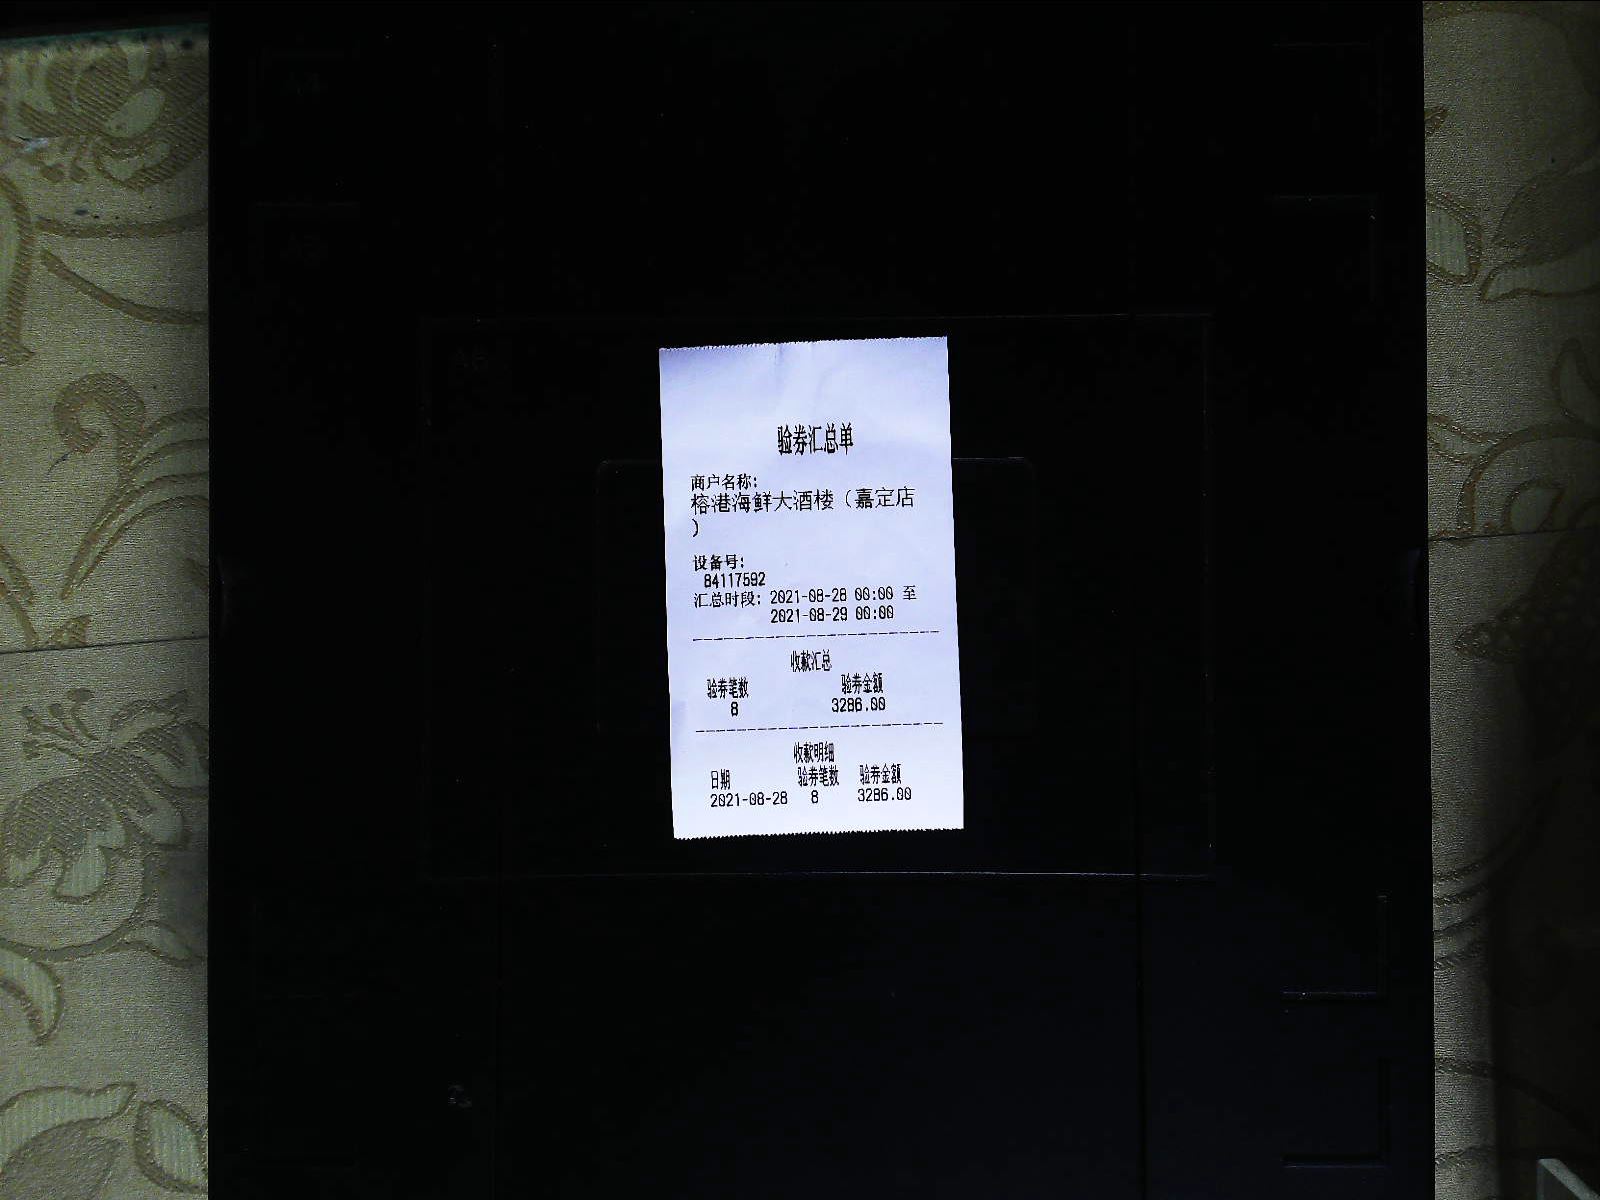 验券汇总单
商户名称:
榕港海鲜大酒楼（嘉定店
）
设备号:
84117592
汇总时段: 2021-08-28 00:00 至
2021-08-29 00:00
收款汇总
验券笔数 验券金额
8 3286.00
收款明细
日期 验券笔数 验券金额
2021-08-28 8 3286.00